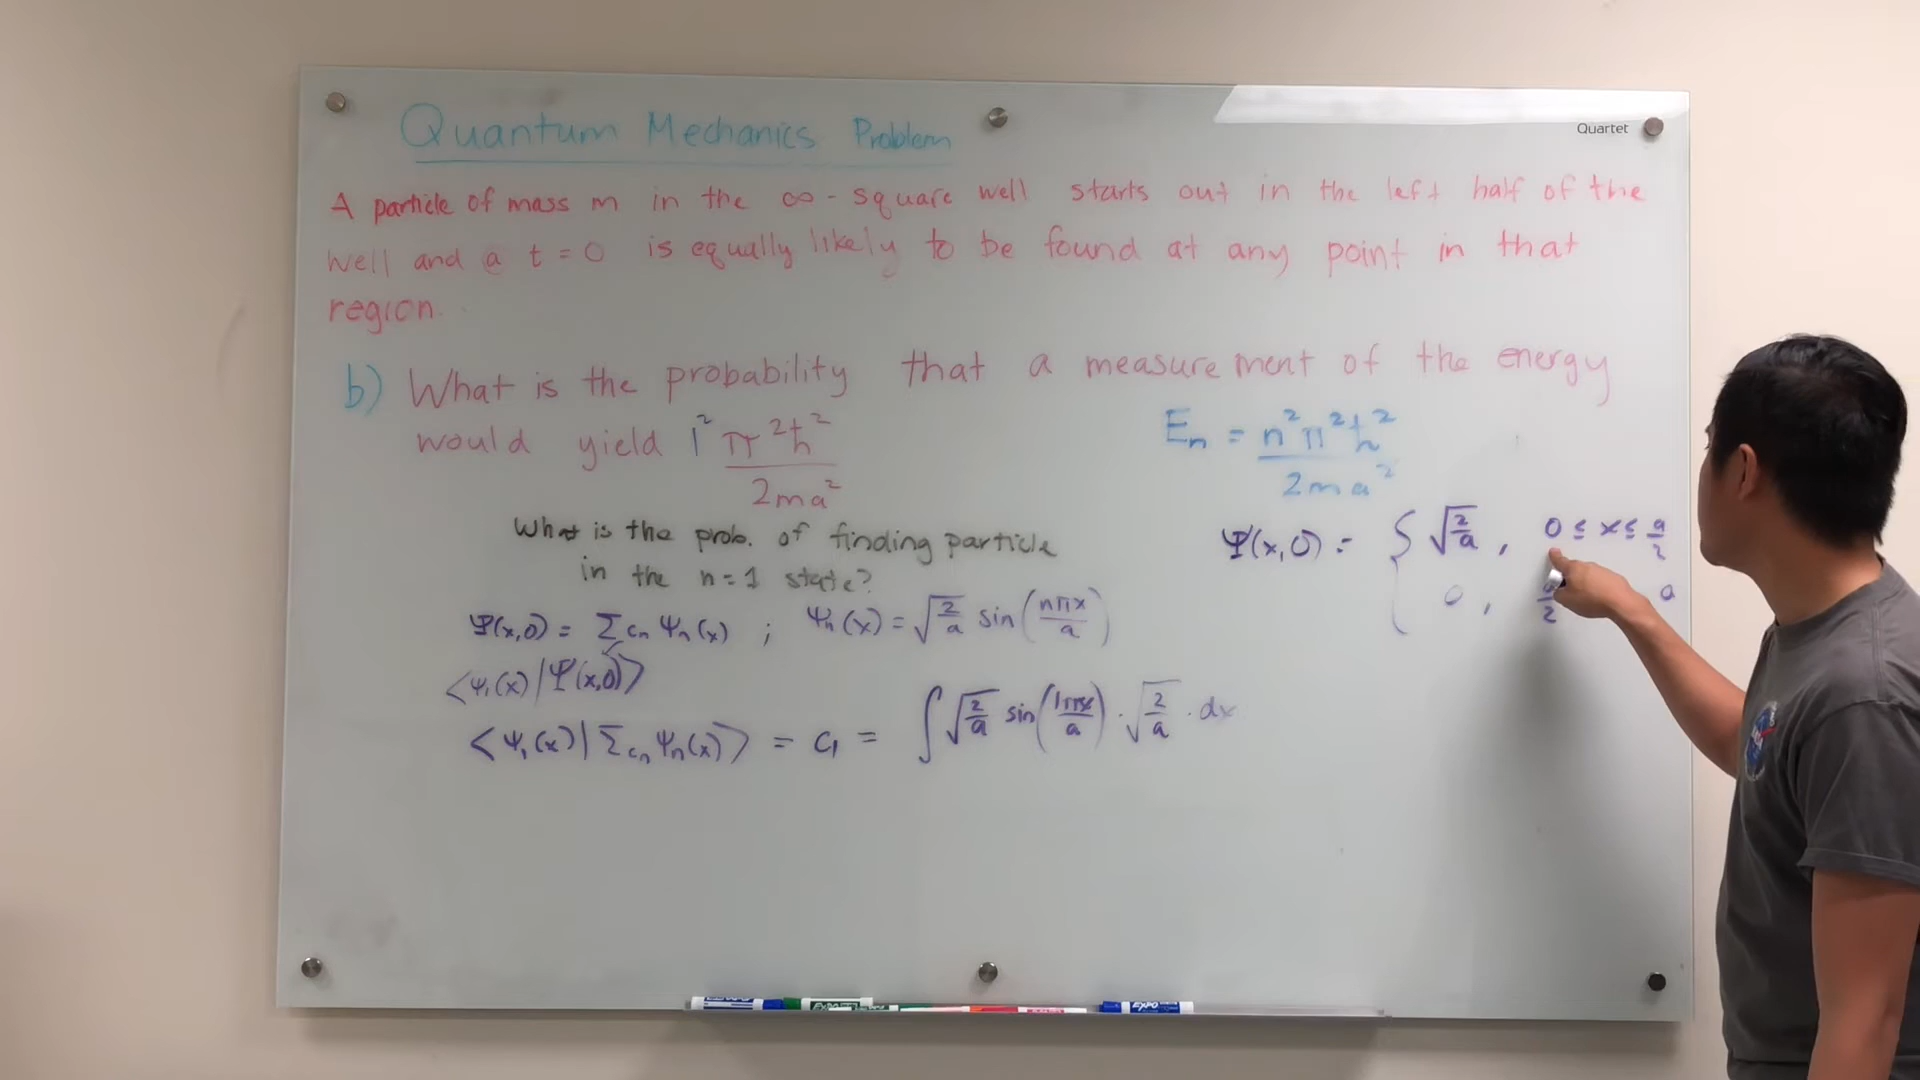 Quantum Mechanics Problem
Quartet
A particle of mass m in the ∞ - square well starts out in the left half of the
well and @ t = 0 is equally likely to be found at any point in that
region.
b) What is the probability that a measurement of the energy
would yield 1² π²ħ² / 2ma²
Eₙ = n²π²ħ² / 2ma²
What is the prob. of finding particle
in the n = 1 state?
Ψ(x,0) = { √(2/a) , 0 ≤ x ≤ a/2
0 , a/2 a
Ψ(x,0) = Σcₙ ψₙ(x) ; ψₙ(x) = √(2/a) sin(nπx/a)
⟨ψ₁(x)|Ψ(x,0)⟩
⟨ψ₁(x)|Σcₙ ψₙ(x)⟩ = c₁ = ∫ √(2/a) sin(1πx/a) · √(2/a) · dx
EXPO
EXPO